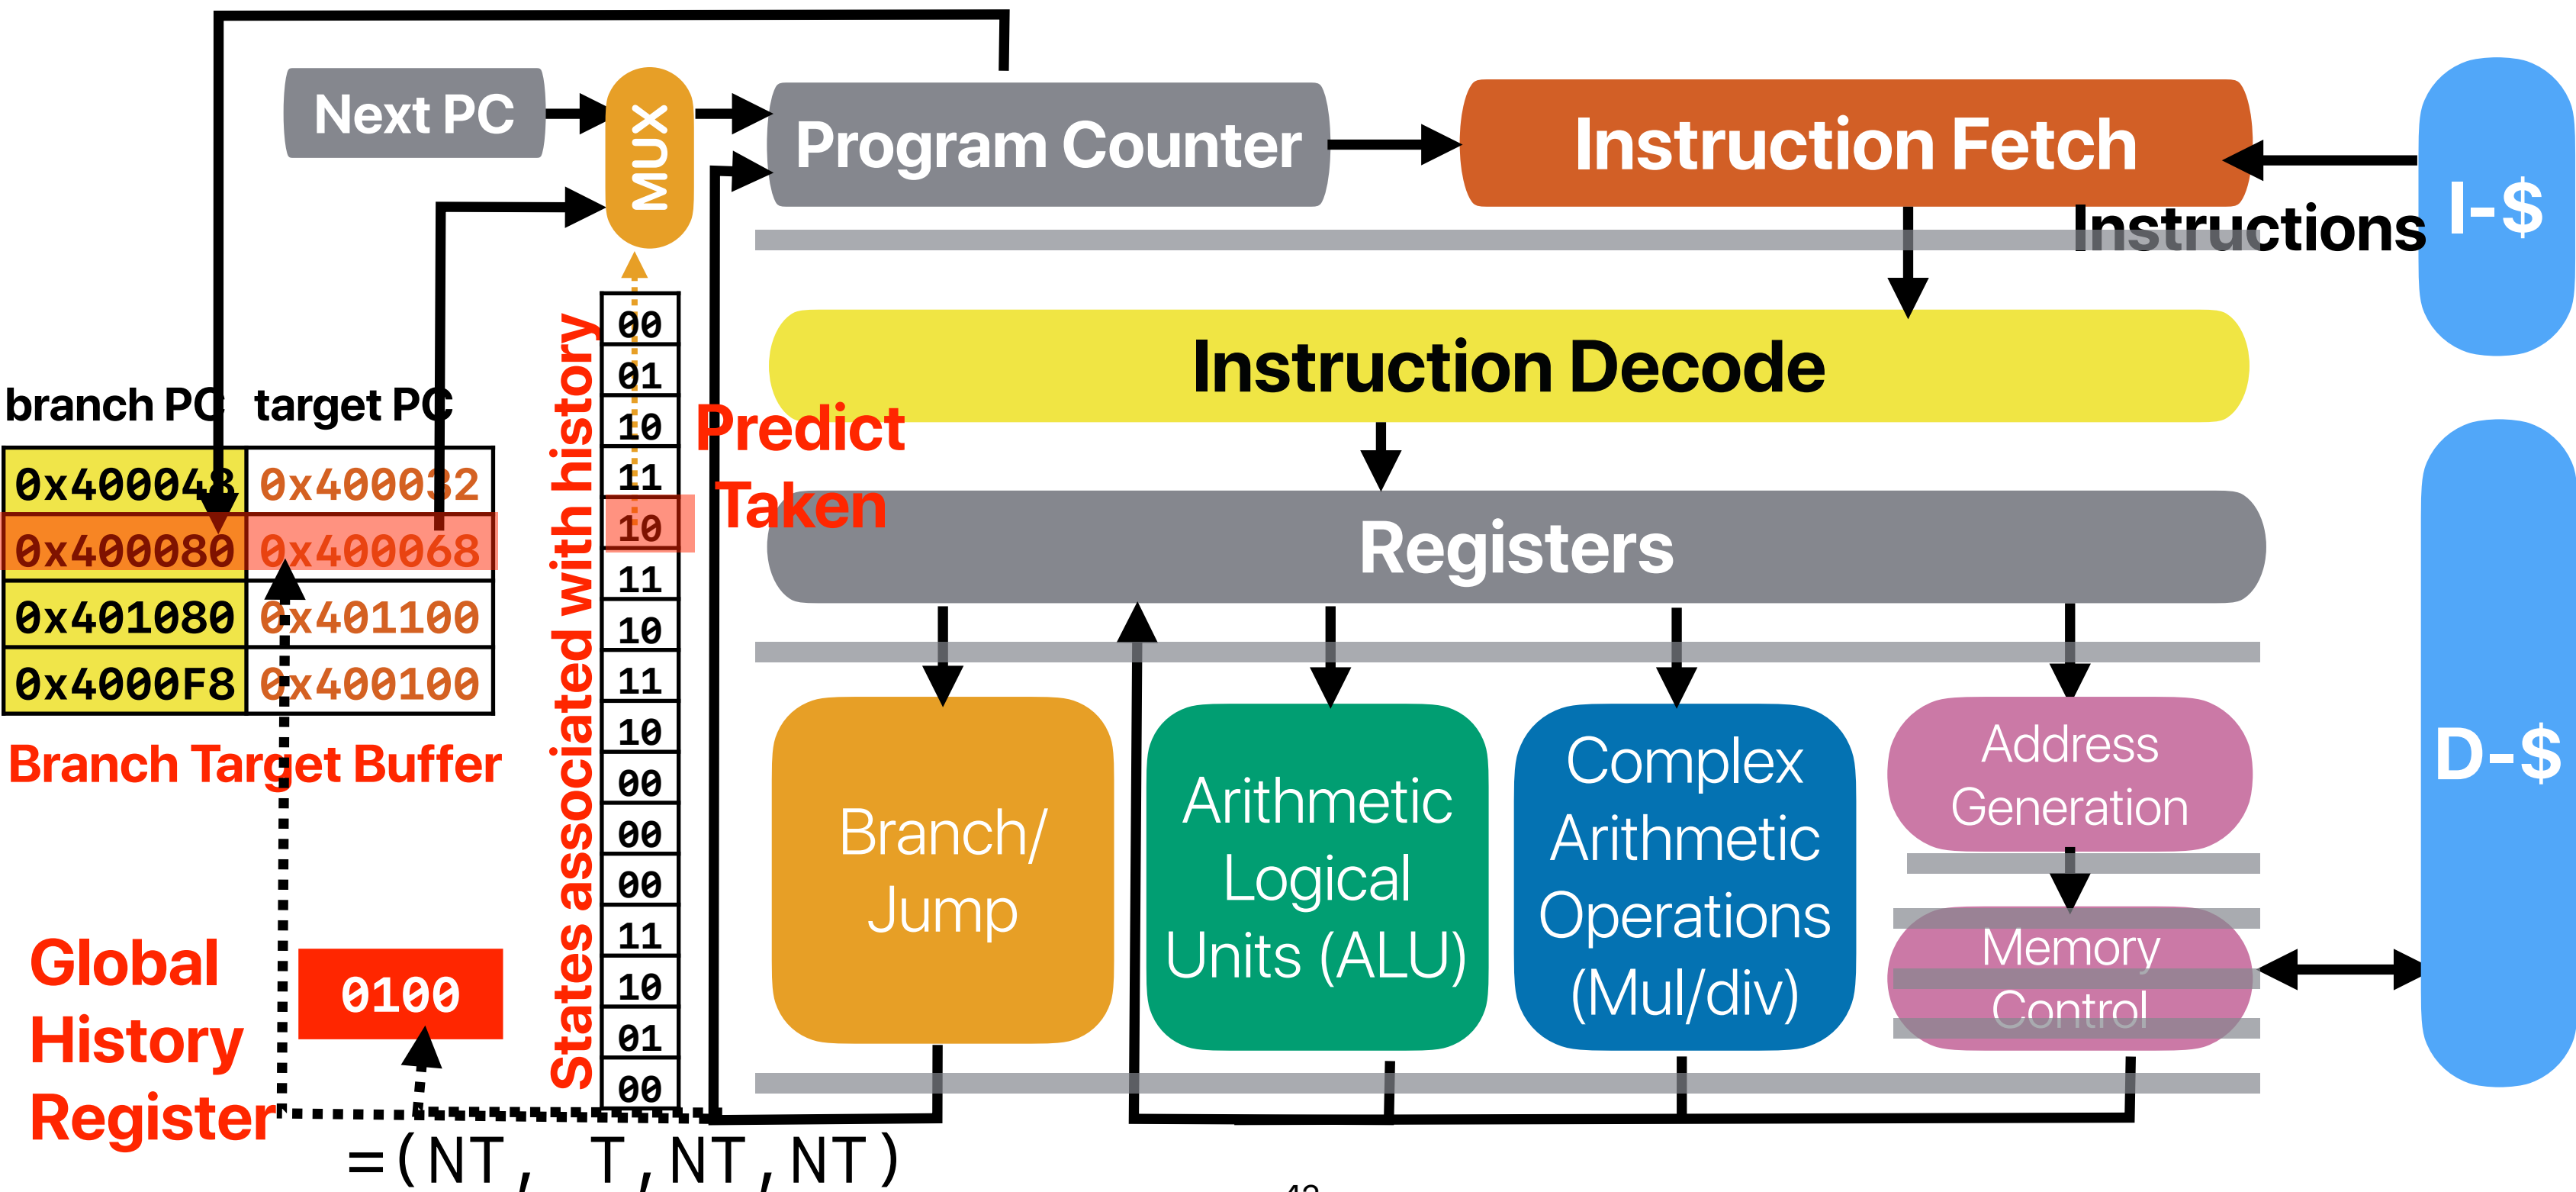 Next PC
MUX
Program Counter
Instruction Fetch
I-$
Instructions
Instruction Decode
Predict
Taken
Registers
branch PC target PC
0x400048 0x400032
0x400080 0x400068
0x401080 0x401100
0x4000F8 0x400100
Branch Target Buffer
States associated with history
00
01
10
11
10
11
10
11
10
00
00
00
11
10
01
00
Branch/
Jump
Arithmetic
Logical
Units (ALU)
Complex
Arithmetic
Operations
(Mul/div)
Address
Generation
Memory
Control
D-$
Global
History
Register
0100
=(NT, T,NT,NT)